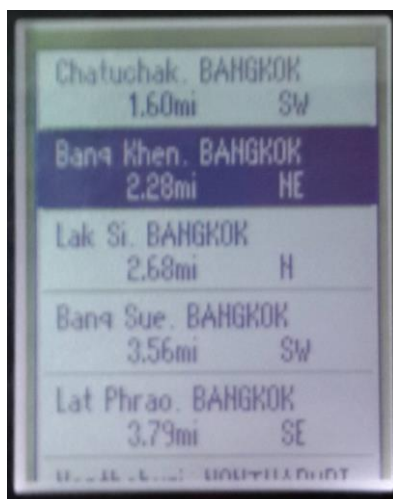 Chatuchak. BANGKOK
1.60mi SW
Bang Khen. BANGKOK
2.28mi NE
Lak Si. BANGKOK
2.68mi N
Bang Sue. BANGKOK
3.56mi SW
Lat Phrao. BANGKOK
3.79mi SE